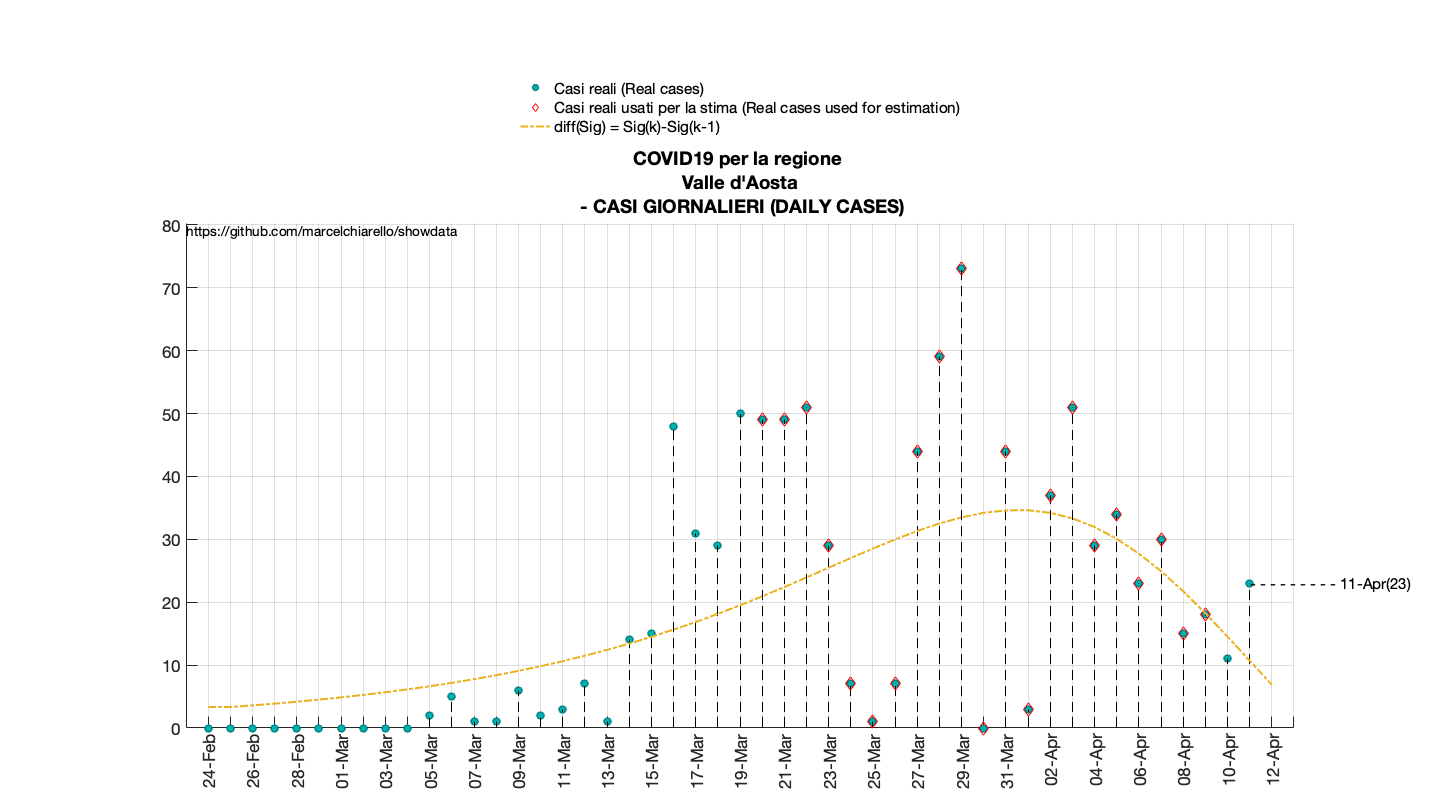 Casi reali (Real cases)
Casi reali usati per la stima (Real cases used for estimation)
diff(Sig) = Sig(k)-Sig(k-1)
COVID19 per la regione
Valle d'Aosta
- CASI GIORNALIERI (DAILY CASES)
https://github.com/marcelchiarello/showdata
80
70
60
50
40
30
20
10
0
11-Apr(23)
24-Feb
26-Feb
28-Feb
01-Mar
03-Mar
05-Mar
07-Mar
09-Mar
11-Mar
13-Mar
15-Mar
17-Mar
19-Mar
21-Mar
23-Mar
25-Mar
27-Mar
29-Mar
31-Mar
02-Apr
04-Apr
06-Apr
08-Apr
10-Apr
12-Apr